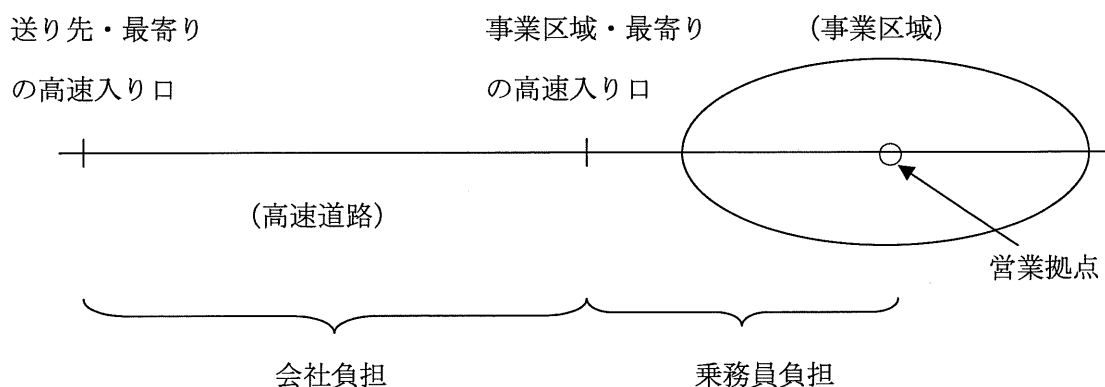 送り先・最寄り
の高速入り口
事業区域・最寄り
の高速入り口
(事業区域)
(高速道路)
営業拠点
会社負担
乗務員負担